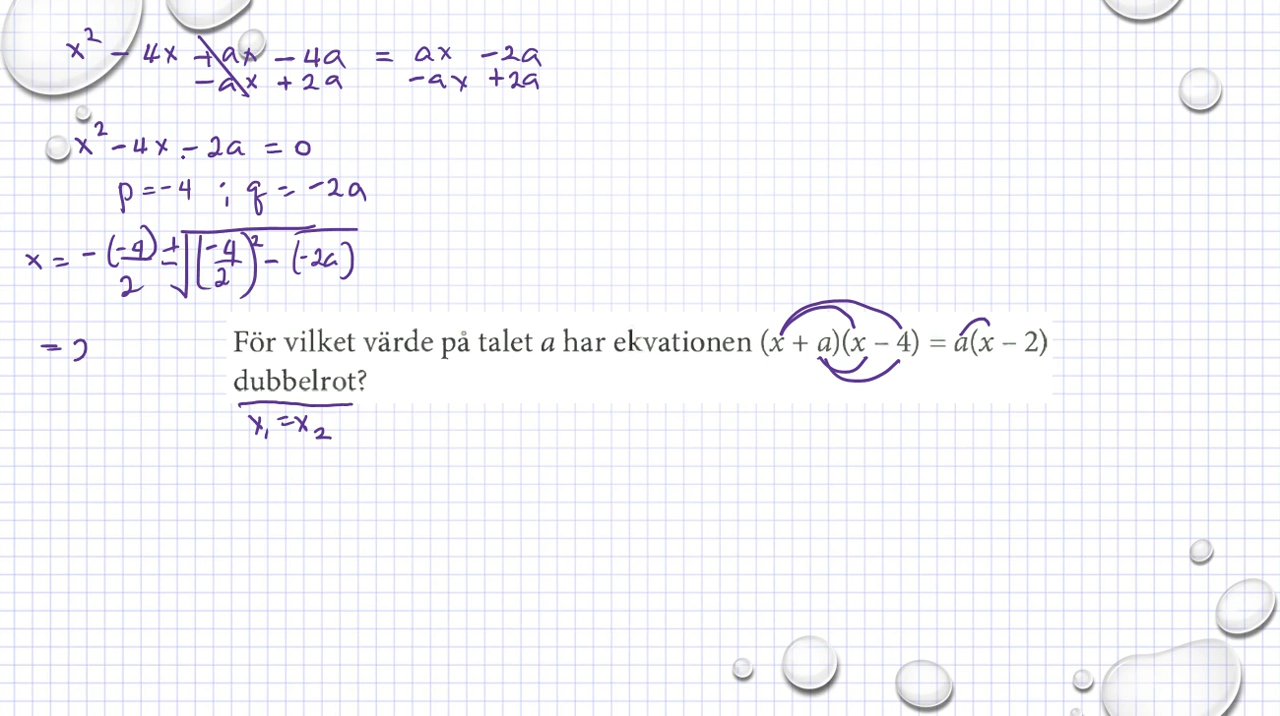 x² - 4x + ax - 4a = ax - 2a
- ax + 2a - ax + 2a
x² - 4x - 2a = 0
p = -4 ; q = -2a
x = - (-4)/2 ± √((-4/2)² - (-2a))
=
För vilket värde på talet a har ekvationen (x + a)(x – 4) = a(x – 2)
dubbelrot?
x₁ = x₂